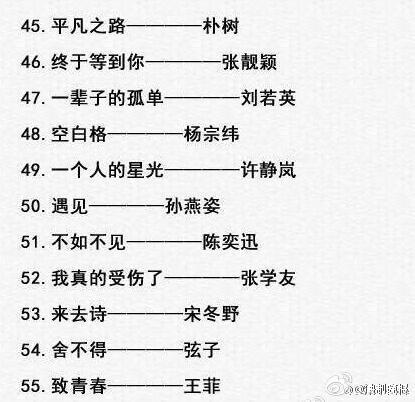 45.平凡之路————朴树
46.终于等到你————张靓颖
47.一辈子的孤单————刘若英
48.空白格————杨宗纬
49.一个人的星光————许静岚
50.遇见————孙燕姿
51.不如不见————陈奕迅
52.我真的受伤了————张学友
53.来去诗————宋冬野
54.舍不得————弦子
55.致青春————王菲